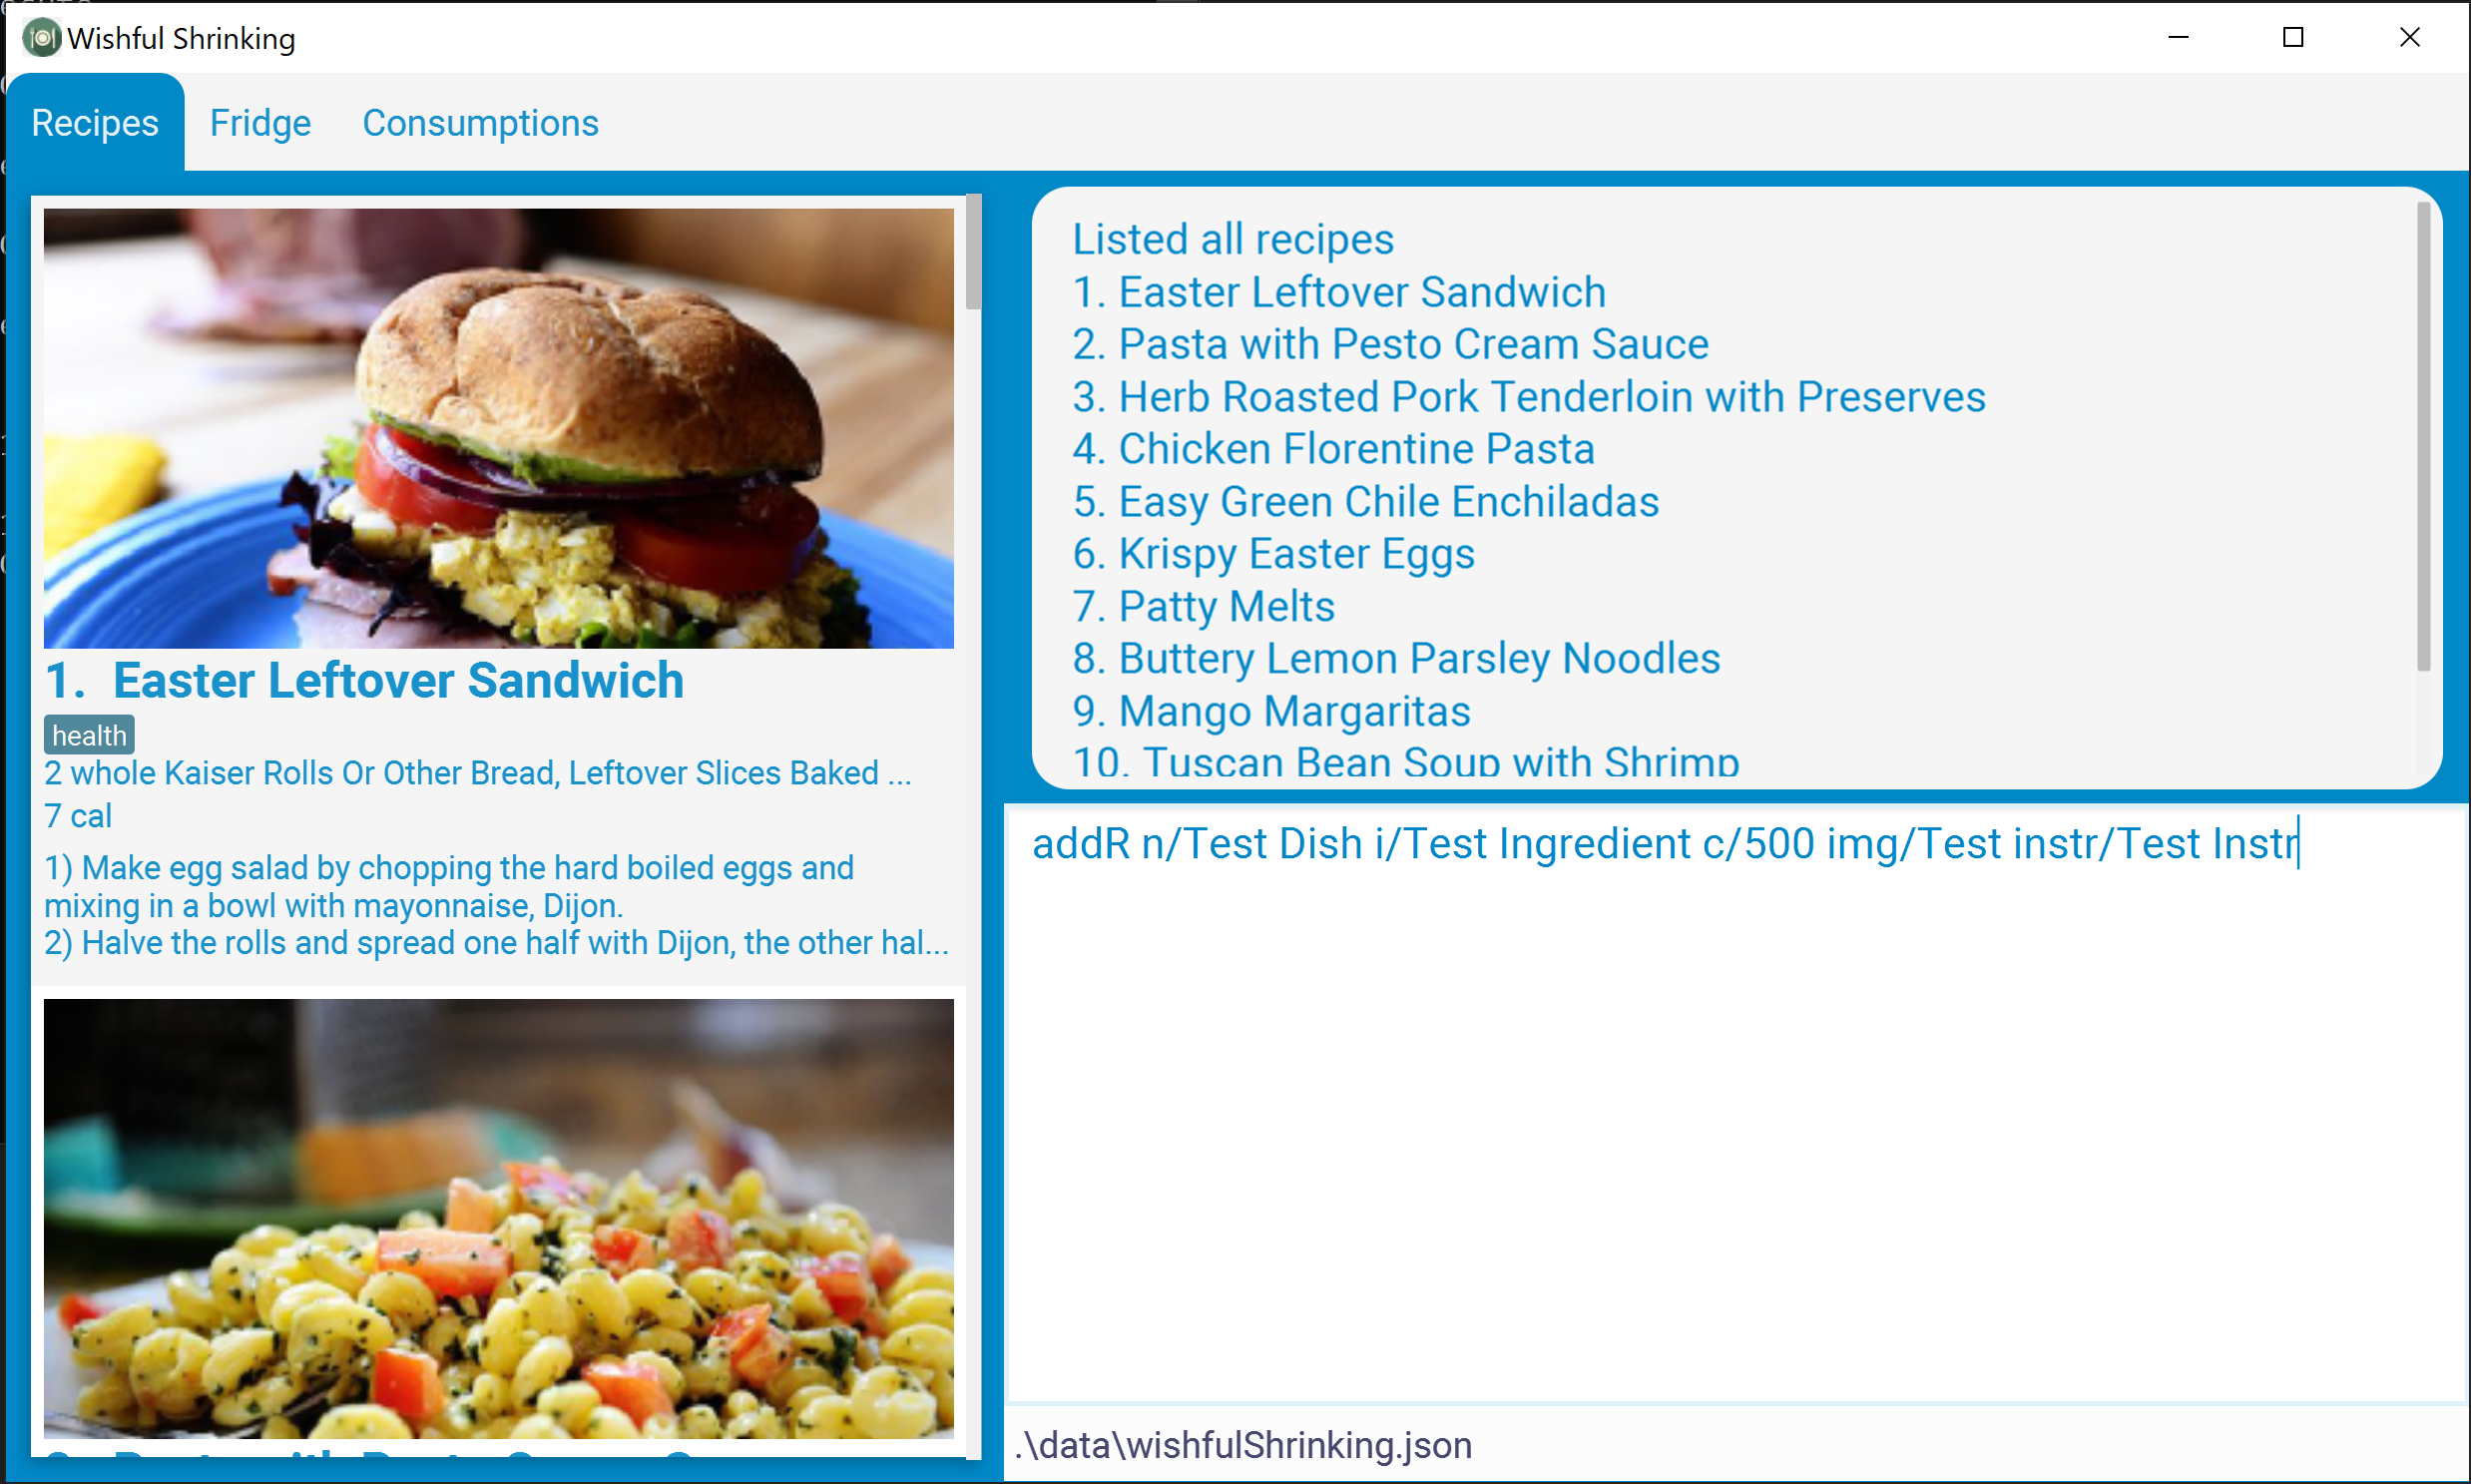 Wishful Shrinking
Recipes
Fridge
Consumptions
1. Easter Leftover Sandwich
health
2 whole Kaiser Rolls Or Other Bread, Leftover Slices Baked ...
7 cal
1) Make egg salad by chopping the hard boiled eggs and
mixing in a bowl with mayonnaise, Dijon.
2) Halve the rolls and spread one half with Dijon, the other hal...
Listed all recipes
1. Easter Leftover Sandwich
2. Pasta with Pesto Cream Sauce
3. Herb Roasted Pork Tenderloin with Preserves
4. Chicken Florentine Pasta
5. Easy Green Chile Enchiladas
6. Krispy Easter Eggs
7. Patty Melts
8. Buttery Lemon Parsley Noodles
9. Mango Margaritas
10. Tuscan Bean Soup with Shrimp
addR n/Test Dish i/Test Ingredient c/500 img/Test instr/Test Instr
.\data\wishfulShrinking.json